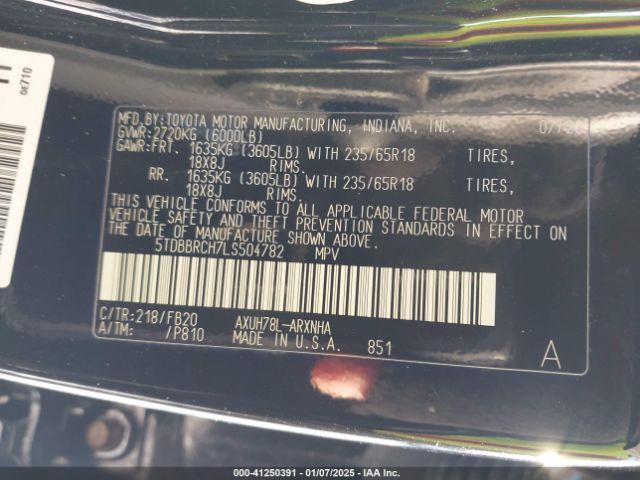 0E710
MFD.BY:TOYOTA MOTOR MANUFACTURING, INDIANA, INC.
GVWR:2720KG (6000LB)
GAWR:FRT. 1635KG (3605LB) WITH 235/65R18 TIRES,
18X8J RIMS.
RR. 1635KG (3605LB) WITH 235/65R18 TIRES,
18X8J RIMS.
THIS VEHICLE CONFORMS TO ALL APPLICABLE FEDERAL MOTOR
VEHICLE SAFETY AND THEFT PREVENTION STANDARDS IN EFFECT ON
THE DATE OF MANUFACTURE SHOWN ABOVE.
5TDBBRCH7LS504782 MPV
C/TR:218/FB20 AXUH78L-ARXNHA
A/TM: /P810 MADE IN U.S.A. 851
A
000-41250391 - 01/07/2025 - IAA Inc.